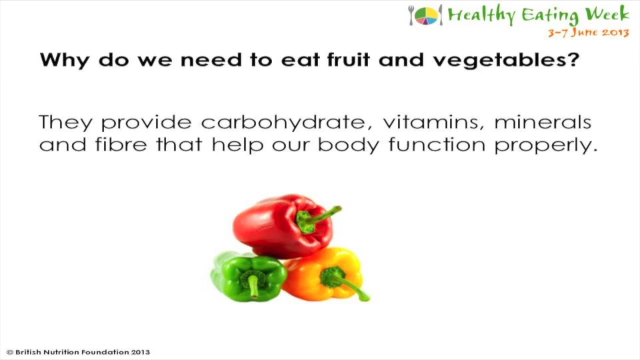 Healthy Eating Week
3-7 June 2013
Why do we need to eat fruit and vegetables?
They provide carbohydrate, vitamins, minerals
and fibre that help our body function properly.
© British Nutrition Foundation 2013